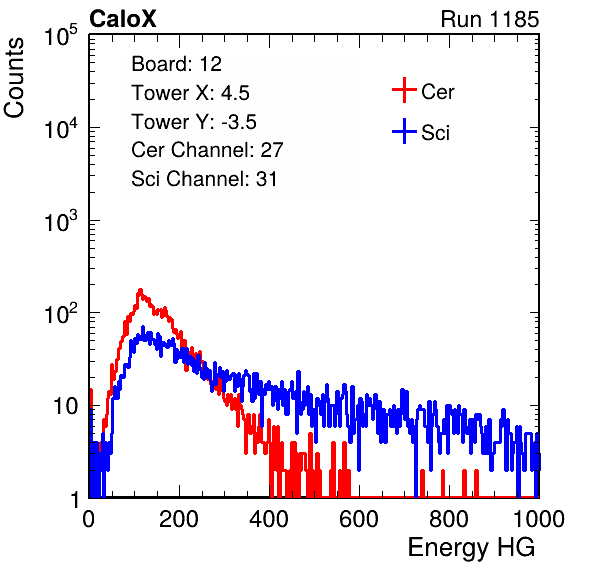 CaloX Run 1185
Counts
Board: 12
Tower X: 4.5
Tower Y: -3.5
Cer Channel: 27
Sci Channel: 31
Cer
Sci
10^5
10^4
10^3
10^2
10
1
0 200 400 600 800 1000
Energy HG